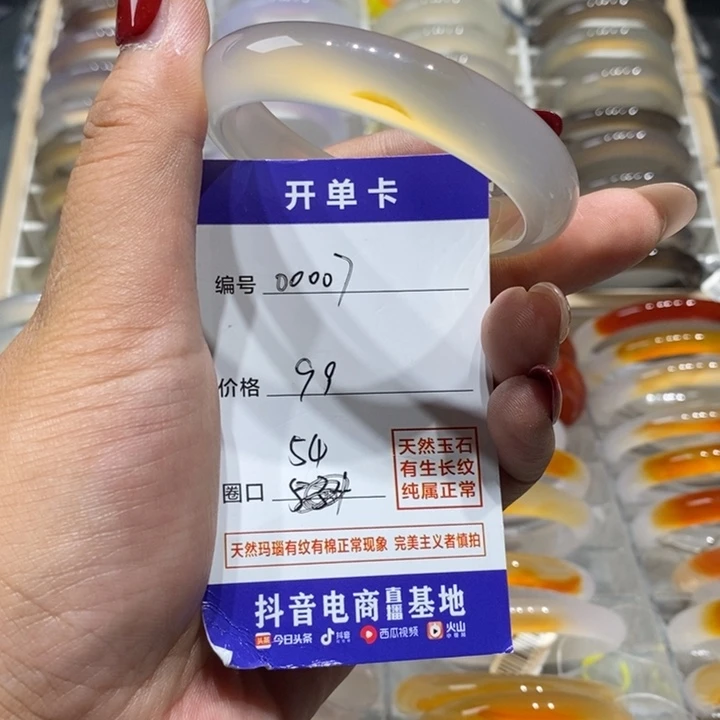 开单卡
编号 00007
价格 99
54
圈口
天然玉石
有生长纹
纯属正常
天然玛瑙有纹有棉正常现象 完美主义者慎拍
抖音电商直播基地
头条 今日头条 抖音 西瓜视频 火山